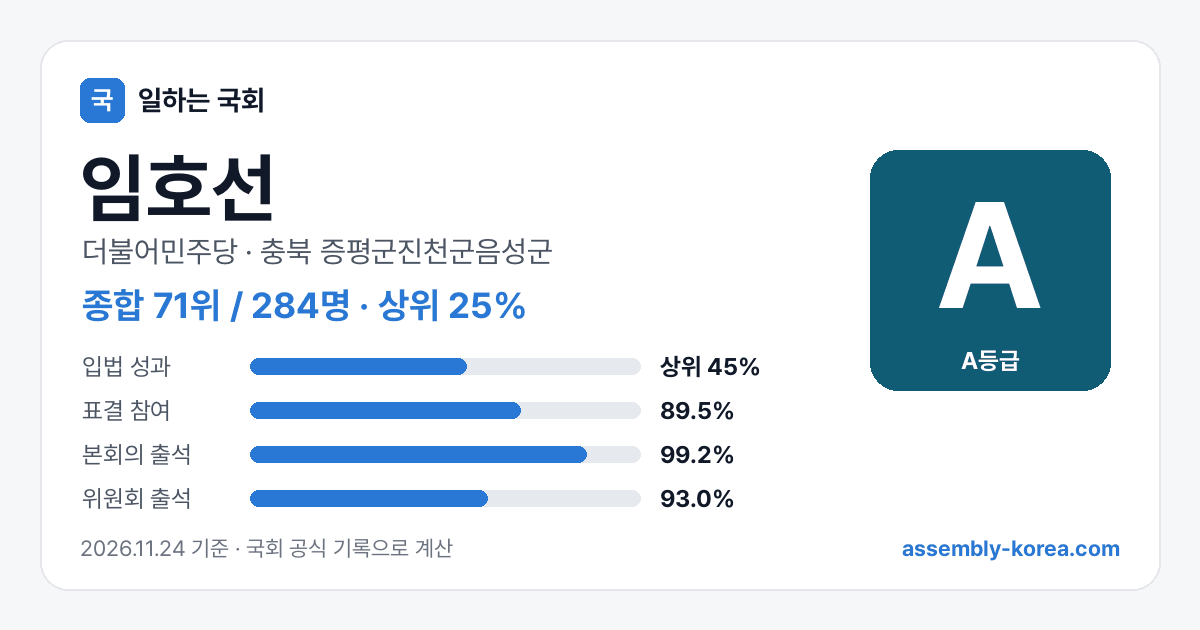 국 일하는 국회
임호선
더불어민주당 · 충북 증평군진천군음성군
종합 71위 / 284명 · 상위 25%
A
A등급
입법 성과 상위 45%
표결 참여 89.5%
본회의 출석 99.2%
위원회 출석 93.0%
2026.11.24 기준 · 국회 공식 기록으로 계산
assembly-korea.com